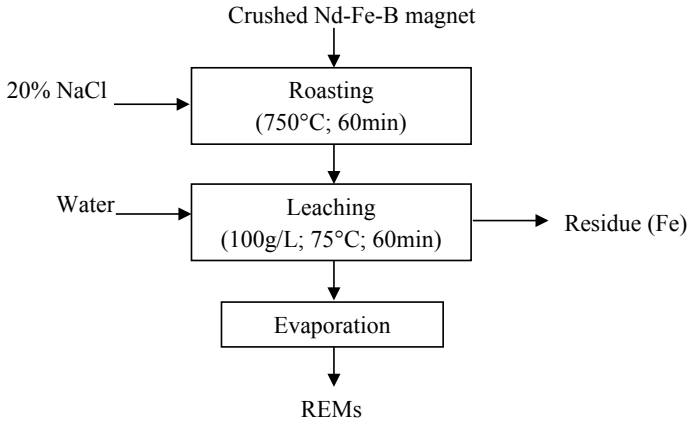 Crushed Nd-Fe-B magnet
20% NaCl
Roasting
(750°C; 60min)
Water
Leaching
(100g/L; 75°C; 60min)
Residue (Fe)
Evaporation
REMs